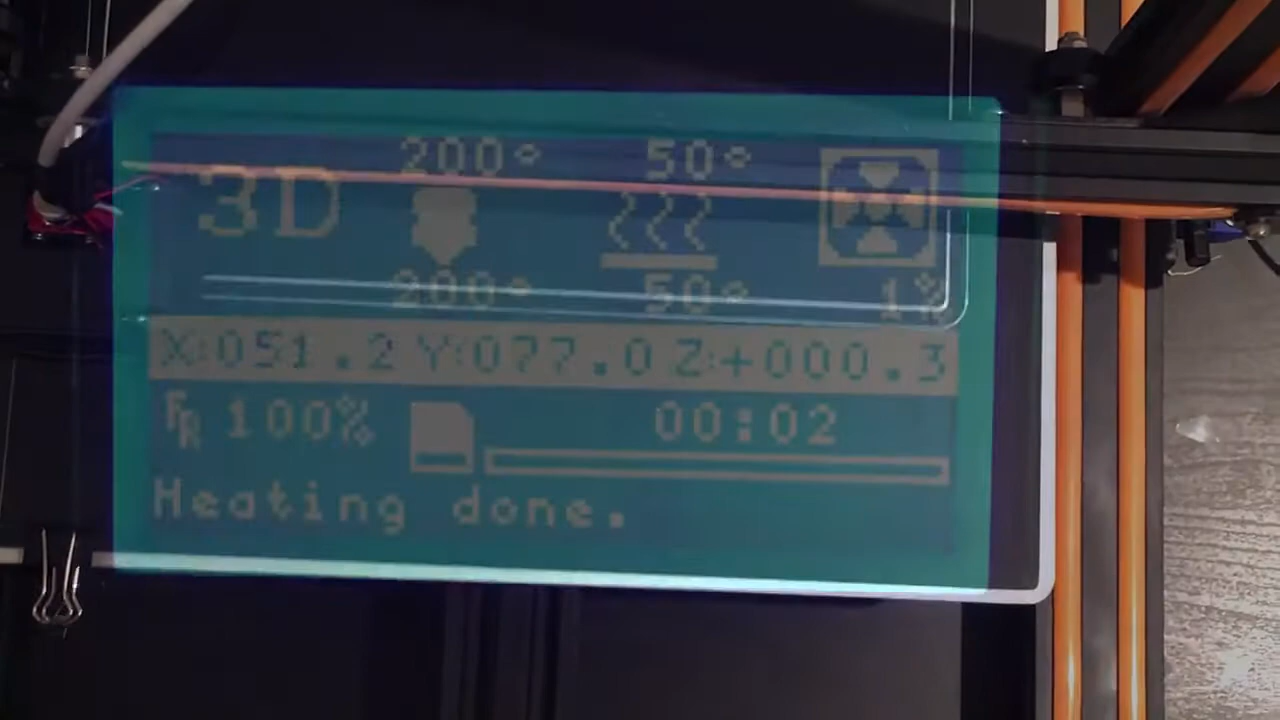 200° 50°
3D
200° 50° 1%
X:051.2 Y:077.0 Z:+000.3
FR 100% 00:02
Heating done.